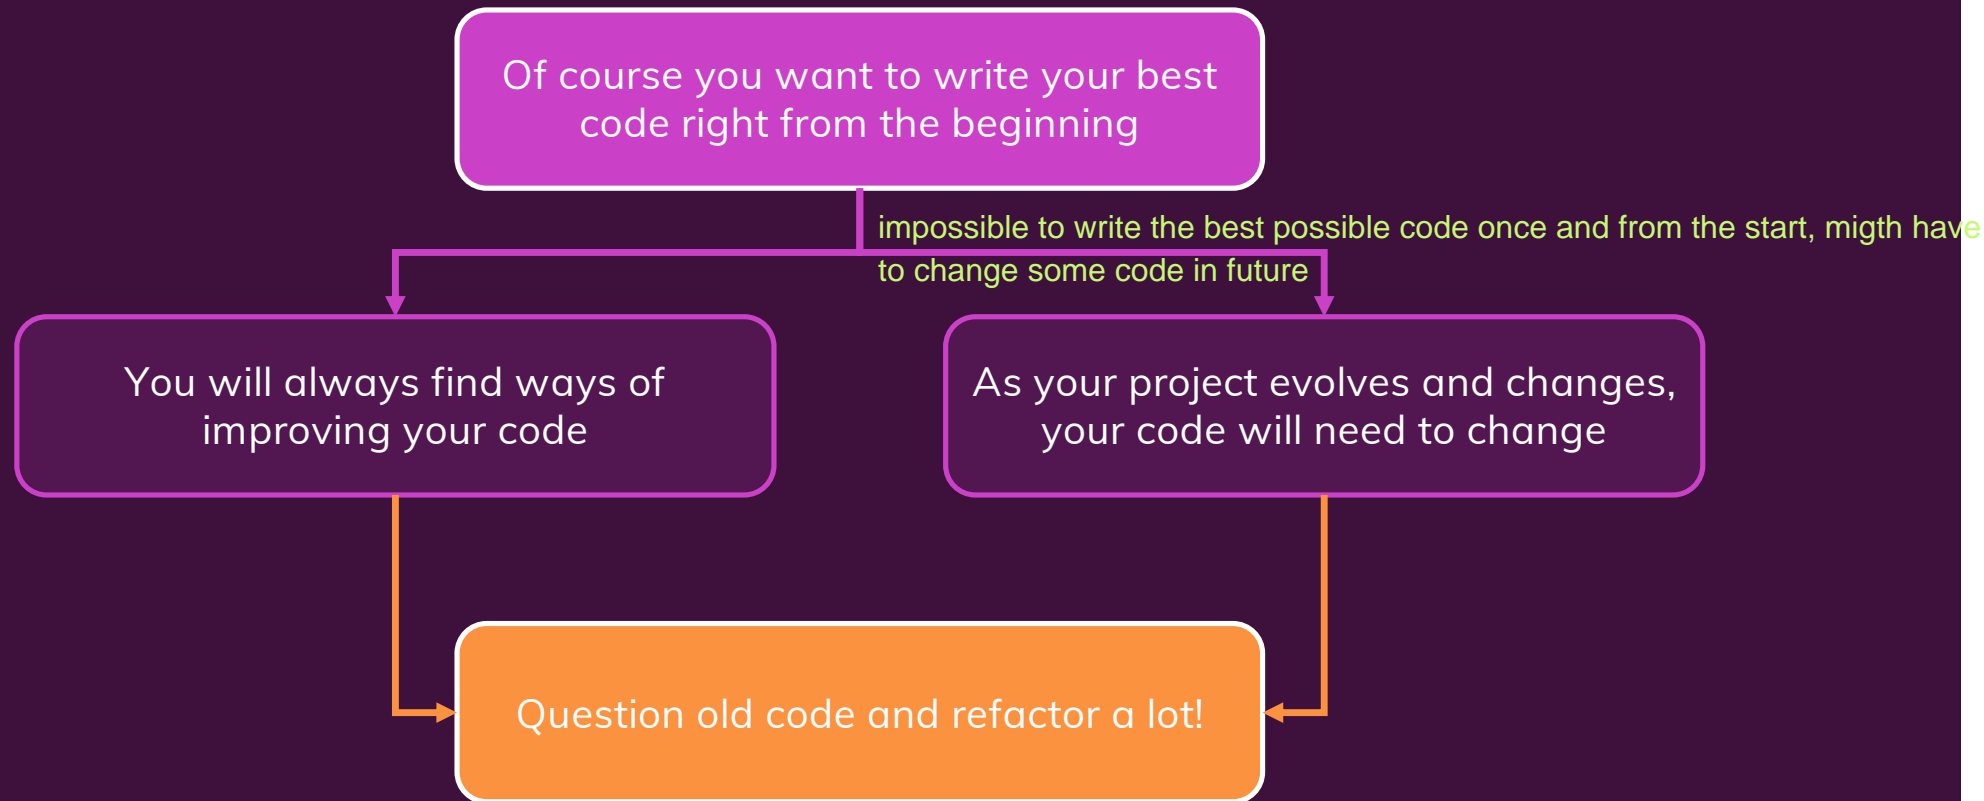 Of course you want to write your best
code right from the beginning
impossible to write the best possible code once and from the start, migth have
to change some code in future
You will always find ways of
improving your code
As your project evolves and changes,
your code will need to change
Question old code and refactor a lot!